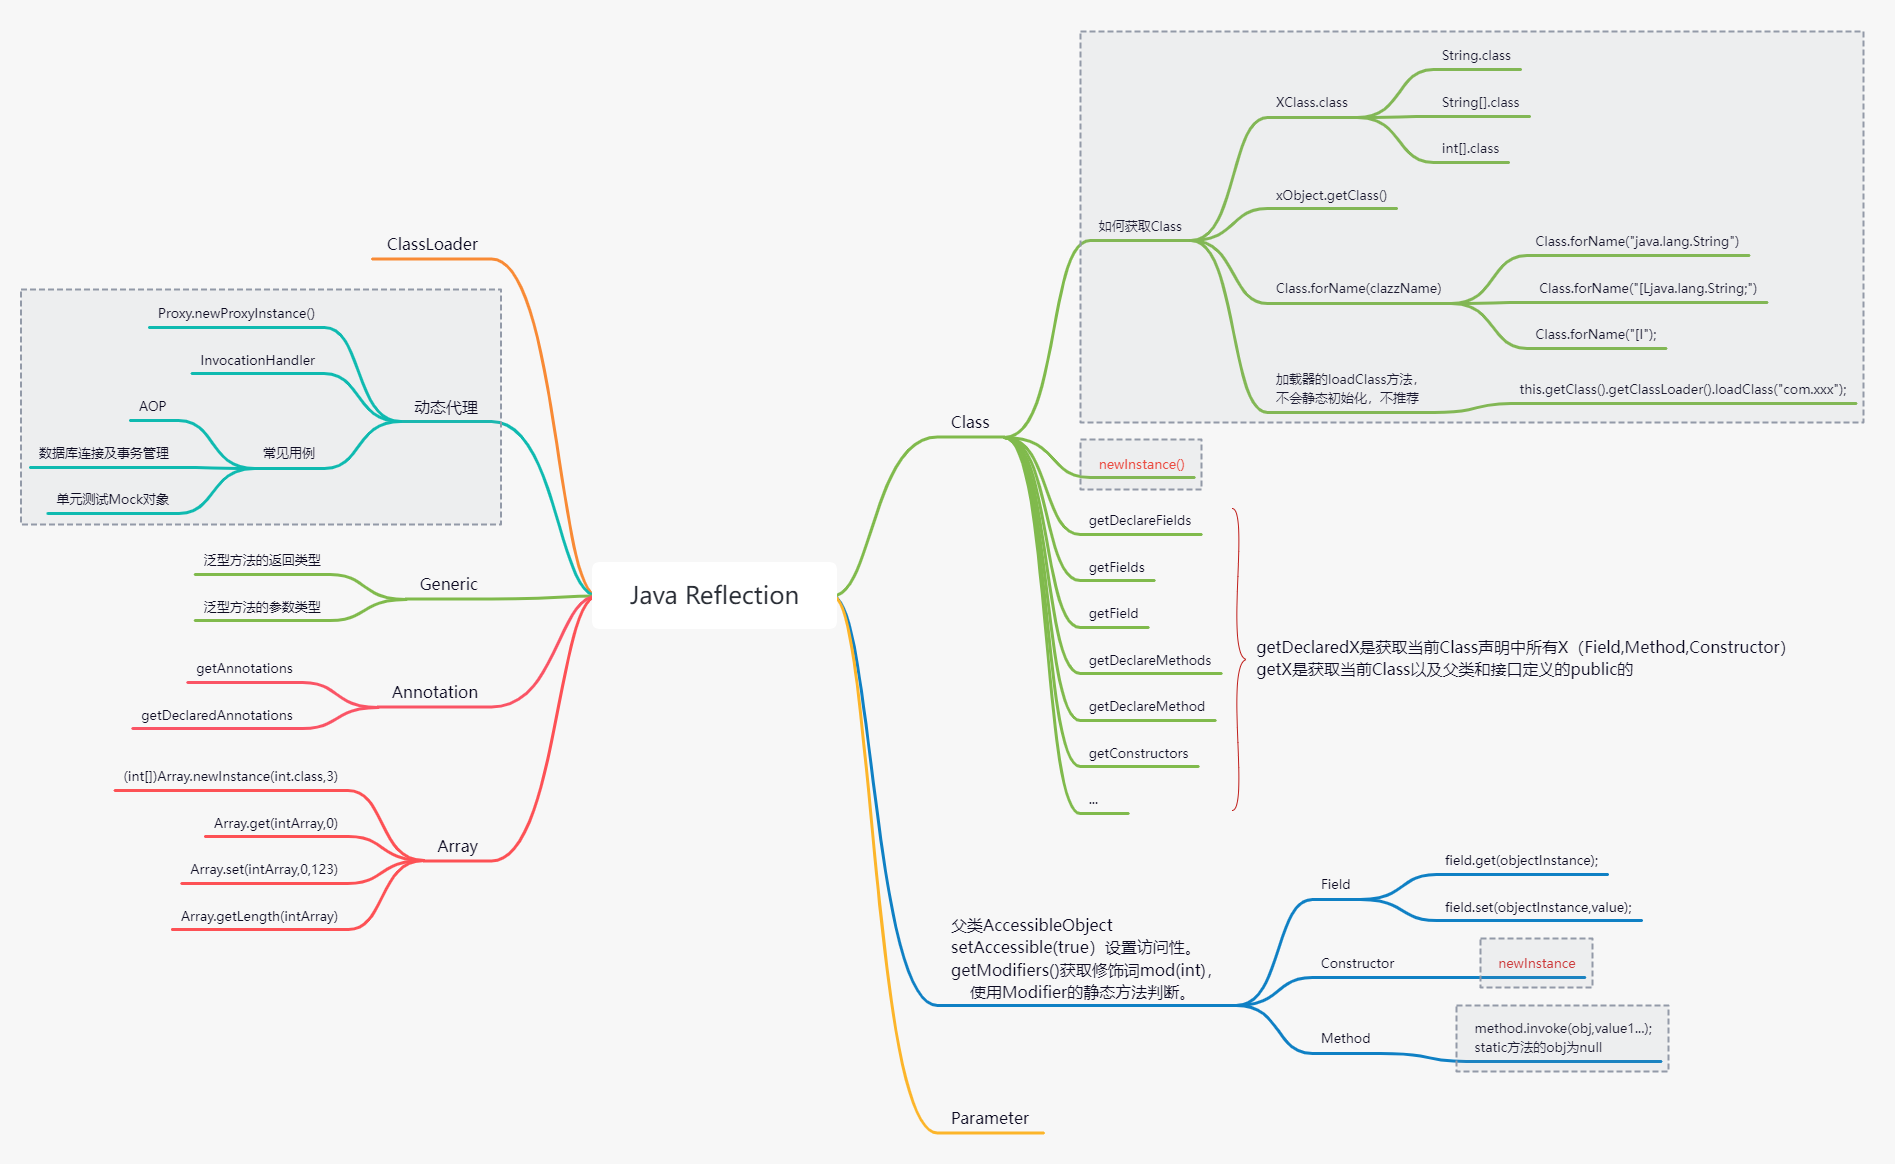 Java Reflection
ClassLoader
动态代理
Proxy.newProxyInstance()
InvocationHandler
常见用例
AOP
数据库连接及事务管理
单元测试Mock对象
Generic
泛型方法的返回类型
泛型方法的参数类型
Annotation
getAnnotations
getDeclaredAnnotations
Array
(int[])Array.newInstance(int.class,3)
Array.get(intArray,0)
Array.set(intArray,0,123)
Array.getLength(intArray)
Class
如何获取Class
XClass.class
String.class
String[].class
int[].class
xObject.getClass()
Class.forName(clazzName)
Class.forName("java.lang.String")
Class.forName("[Ljava.lang.String;")
Class.forName("[I");
加载器的loadClass方法，
不会静态初始化，不推荐
this.getClass().getClassLoader().loadClass("com.xxx");
newInstance()
getDeclareFields
getFields
getField
getDeclareMethods
getDeclareMethod
getConstructors
...
getDeclaredX是获取当前Class声明中所有X（Field,Method,Constructor）
getX是获取当前Class以及父类和接口定义的public的
父类AccessibleObject
setAccessible(true）设置访问性。
getModifiers()获取修饰词mod(int)，
使用Modifier的静态方法判断。
Field
field.get(objectInstance);
field.set(objectInstance,value);
Constructor
newInstance
Method
method.invoke(obj,value1...);
static方法的obj为null
Parameter